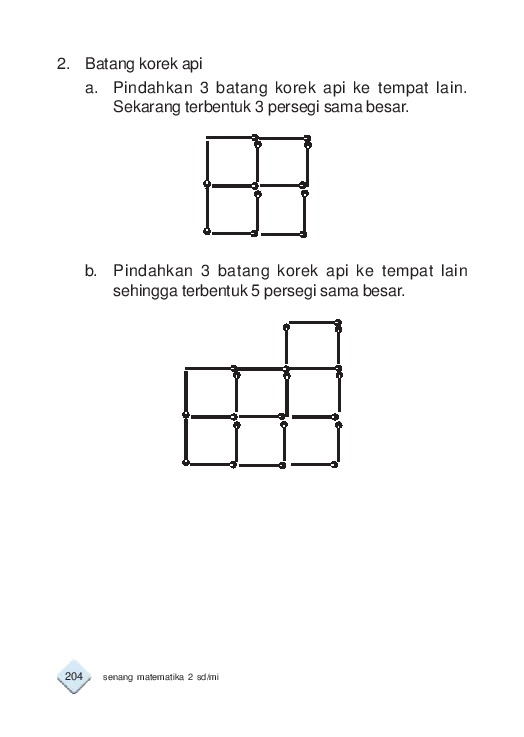 2. Batang korek api
a. Pindahkan 3 batang korek api ke tempat lain.
Sekarang terbentuk 3 persegi sama besar.
b. Pindahkan 3 batang korek api ke tempat lain
sehingga terbentuk 5 persegi sama besar.
204 senang matematika 2 sd/mi